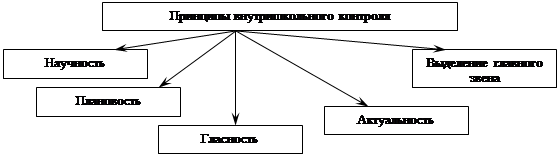 Принципы внутришкольного контроля
Научность
Выделение главного
звена
Плановость
Актуальность
Гласность